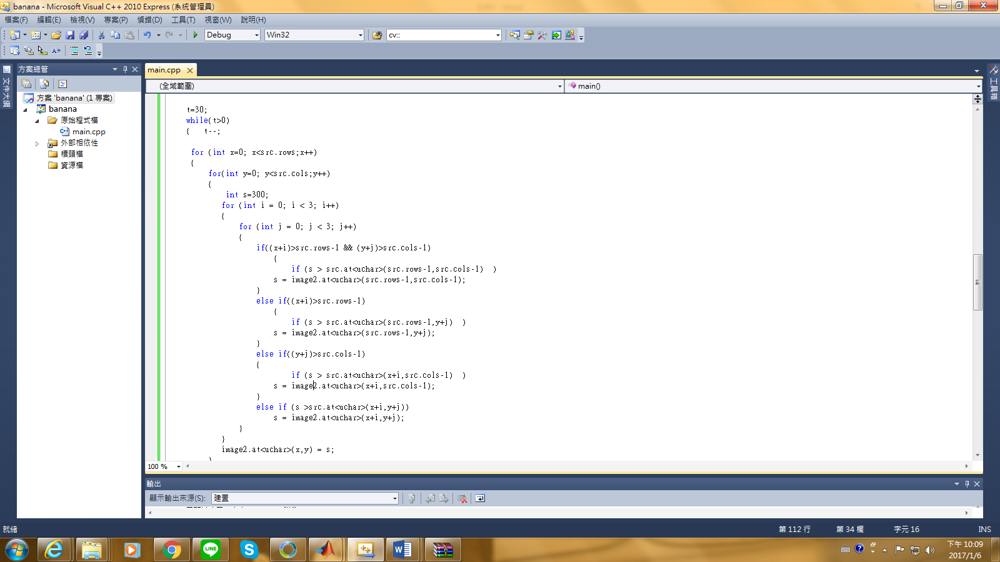 banana - Microsoft Visual C++ 2010 Express (系統管理員)
檔案(F) 編輯(E) 檢視(V) 專案(P) 偵錯(D) 工具(T) 視窗(W) 說明(H)
Debug Win32 cv::
文件大綱
方案總管
方案 'banana' (1 專案)
banana
原始程式檔
main.cpp
外部相依性
標頭檔
資源檔
main.cpp
(全域範圍) main()
t=30;
while(t>0)
{ t--;
for (int x=0; x<src.rows;x++)
{
for(int y=0; y<src.cols;y++)
{
int s=300;
for (int i = 0; i < 3; i++)
{
for (int j = 0; j < 3; j++)
{
if((x+i)>src.rows-1 && (y+j)>src.cols-1)
{
if (s > src.at<uchar>(src.rows-1,src.cols-1) )
s = image2.at<uchar>(src.rows-1,src.cols-1);
}
else if((x+i)>src.rows-1)
{
if (s > src.at<uchar>(src.rows-1,y+j) )
s = image2.at<uchar>(src.rows-1,y+j);
}
else if((y+j)>src.cols-1)
{
if (s > src.at<uchar>(x+i,src.cols-1) )
s = image2.at<uchar>(x+i,src.cols-1);
}
else if (s >src.at<uchar>(x+i,y+j))
s = image2.at<uchar>(x+i,y+j);
}
}
image2.at<uchar>(x,y) = s;
}
100 %
工具箱
輸出
顯示輸出來源(S): 建置
就緒 第 112 行 第 34 欄 字元 16 INS
LINE
下午 10:09
2017/1/6